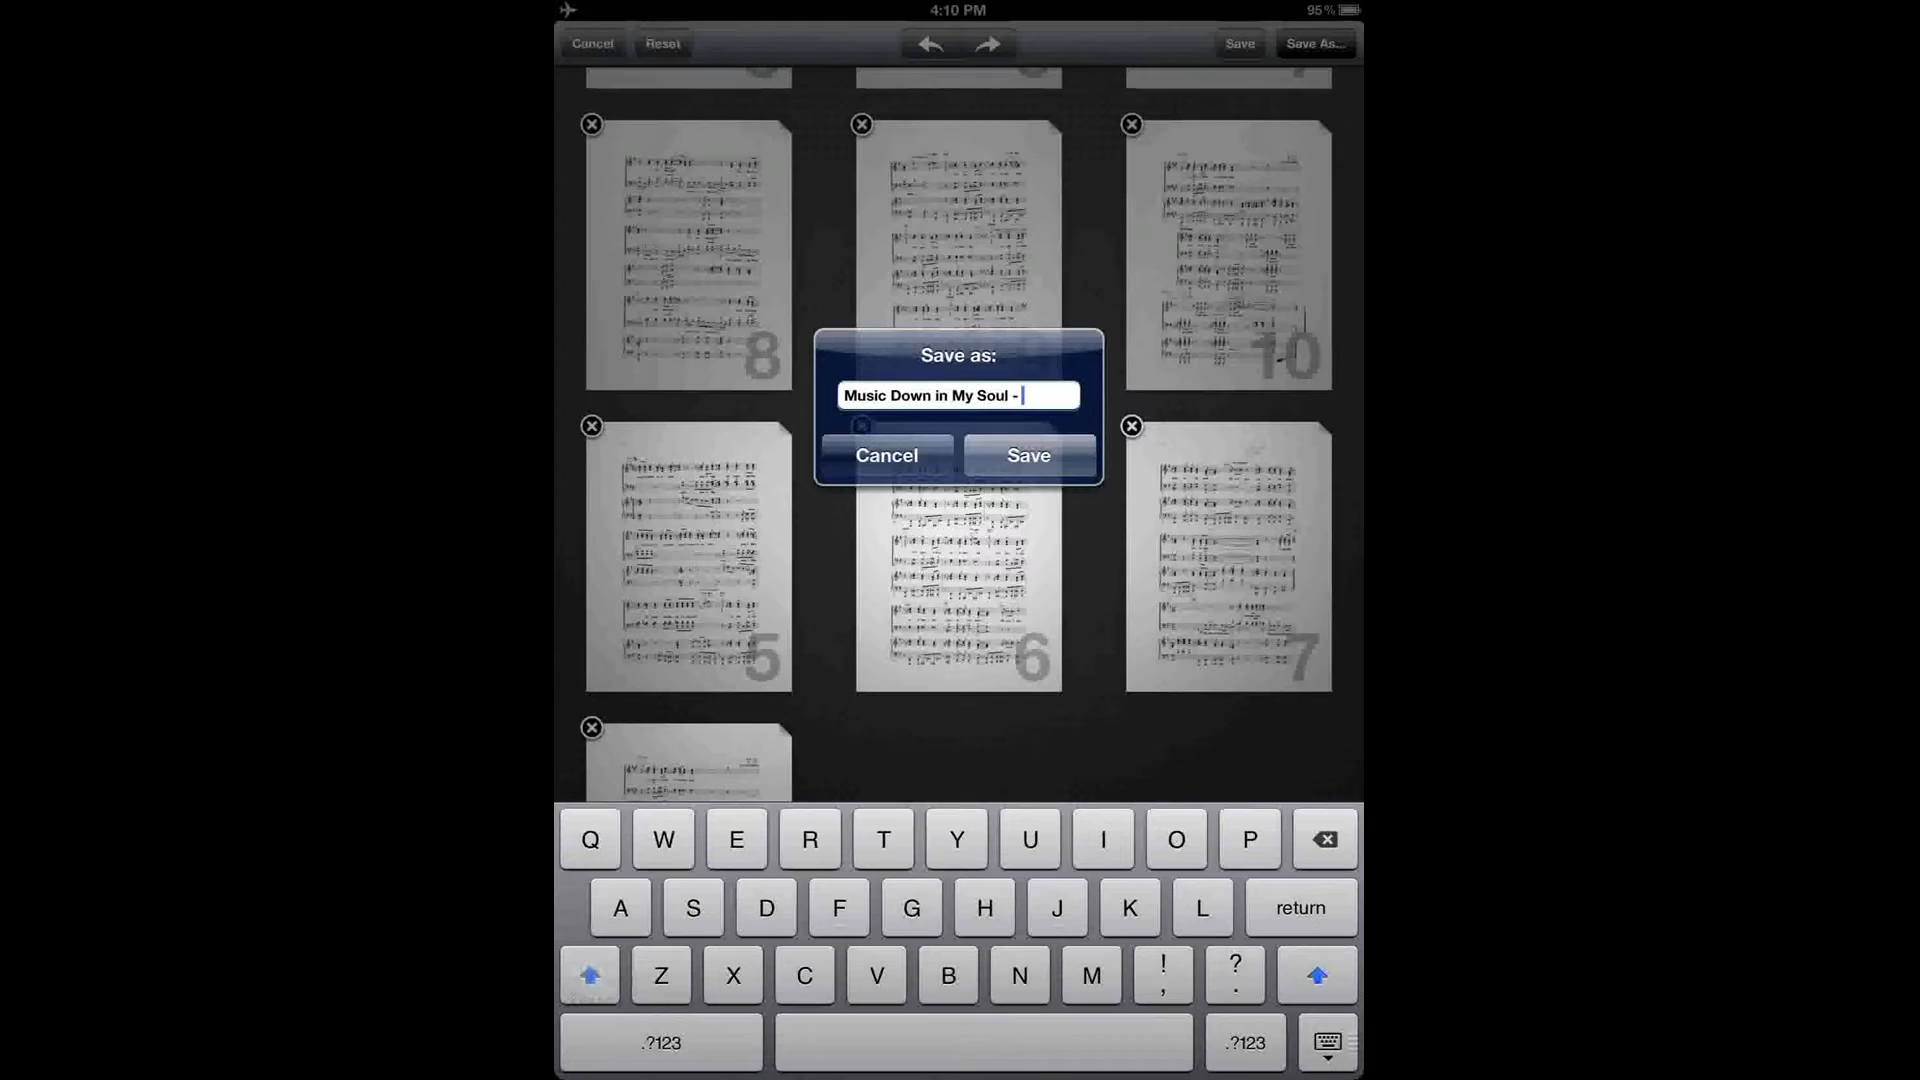 4:10 PM 95 %
Cancel Reset Save Save As...
8
10
Save as:
Music Down in My Soul -
Cancel Save
5 6 7
Q W E R T Y U I O P
A S D F G H J K L return
Z X C V B N M ! , ? .
.?123 .?123